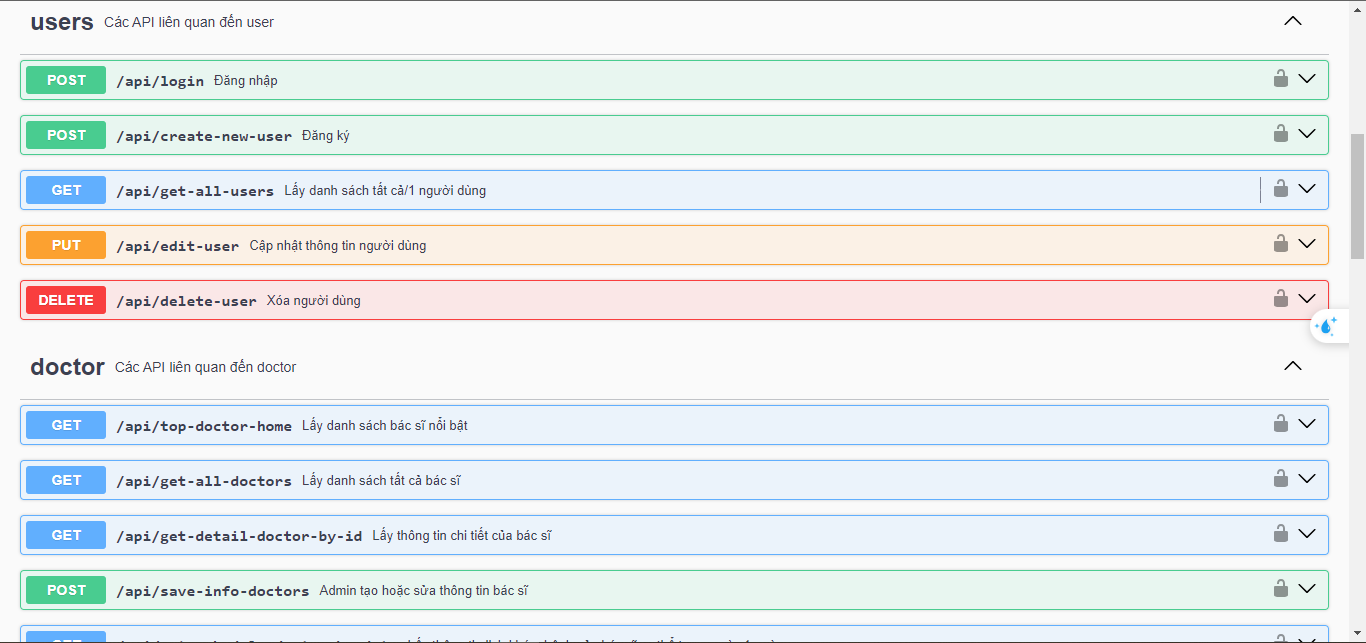 users Các API liên quan đến user
POST /api/login Đăng nhập
POST /api/create-new-user Đăng ký
GET /api/get-all-users Lấy danh sách tất cả/1 người dùng
PUT /api/edit-user Cập nhật thông tin người dùng
DELETE /api/delete-user Xóa người dùng
doctor Các API liên quan đến doctor
GET /api/top-doctor-home Lấy danh sách bác sĩ nổi bật
GET /api/get-all-doctors Lấy danh sách tất cả bác sĩ
GET /api/get-detail-doctor-by-id Lấy thông tin chi tiết của bác sĩ
POST /api/save-info-doctors Admin tạo hoặc sửa thông tin bác sĩ
GET